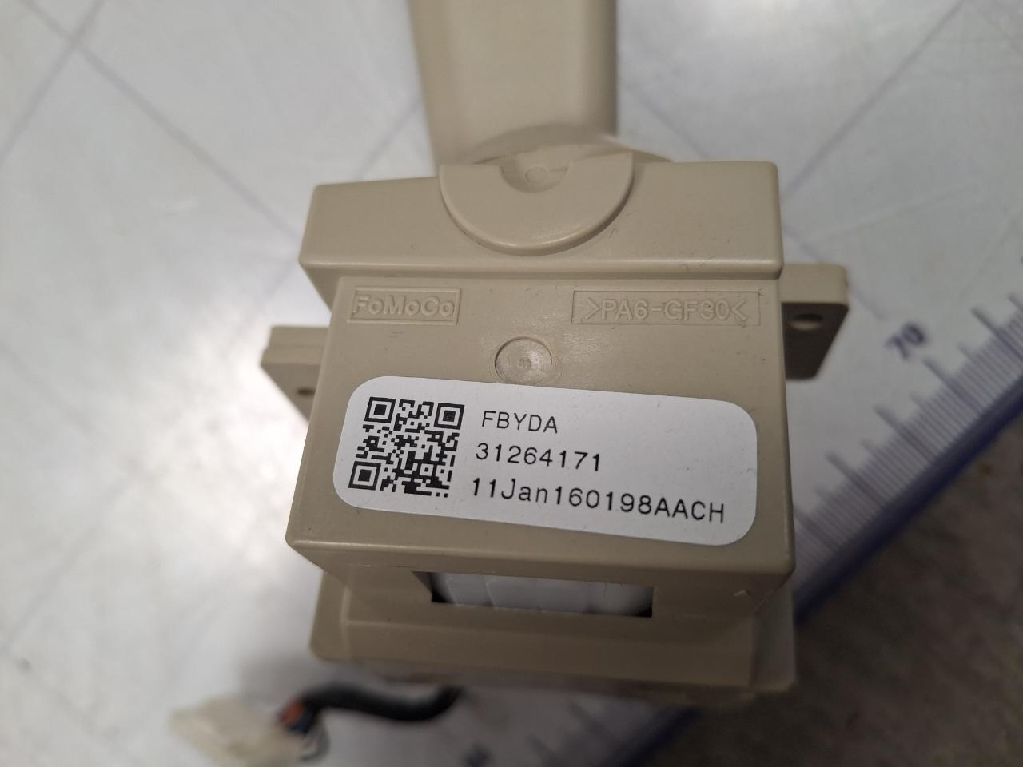 FoMoCo
>PA6-GF30<
FBYDA
31264171
11Jan160198AACH
70